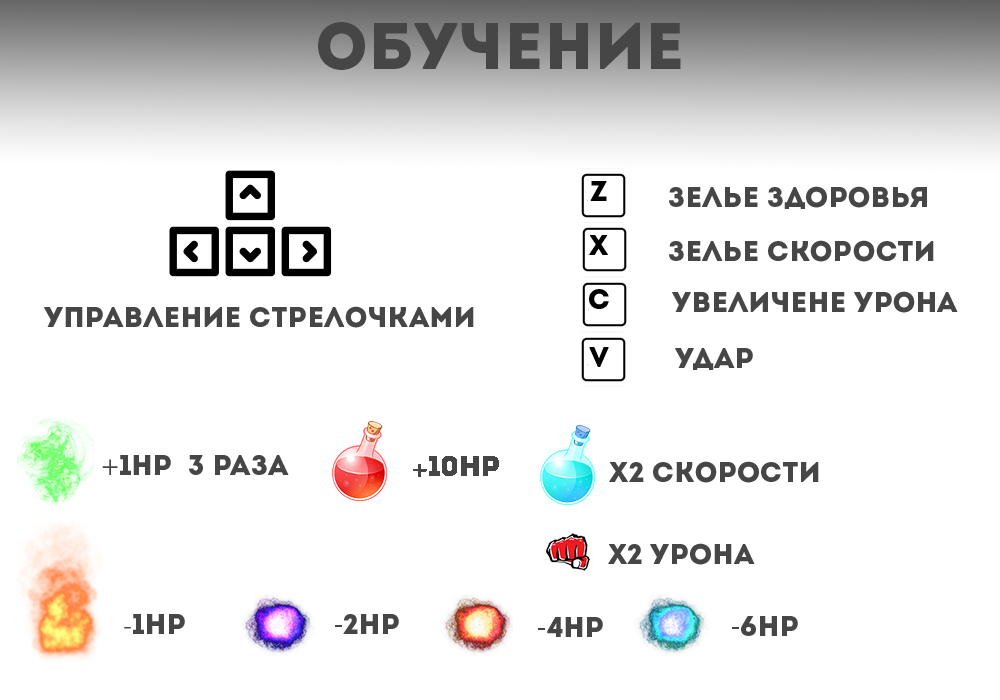 ОБУЧЕНИЕ
Z ЗЕЛЬЕ ЗДОРОВЬЯ
X ЗЕЛЬЕ СКОРОСТИ
C УВЕЛИЧЕНЕ УРОНА
V УДАР
УПРАВЛЕНИЕ СТРЕЛОЧКАМИ
+1HP 3 РАЗА
+10HP
X2 СКОРОСТИ
X2 УРОНА
-1HP
-2HP
-4HP
-6HP